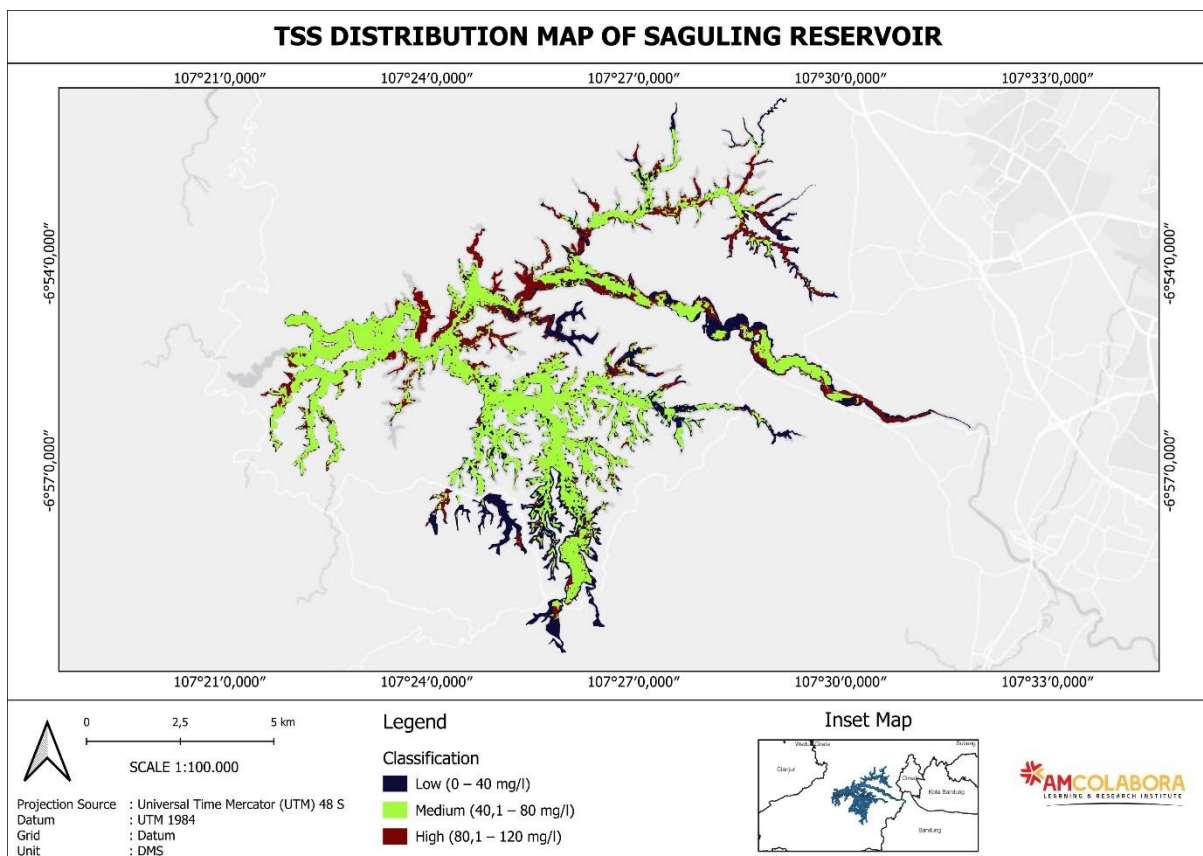 TSS DISTRIBUTION MAP OF SAGULING RESERVOIR
107°21′0,000″ 107°24′0,000″ 107°27′0,000″ 107°30′0,000″ 107°33′0,000″
-6°54′0,000″ -6°54′0,000″
-6°57′0,000″ -6°57′0,000″
107°21′0,000″ 107°24′0,000″ 107°27′0,000″ 107°30′0,000″ 107°33′0,000″
0 2,5 5 km
SCALE 1:100.000
Projection Source : Universal Time Mercator (UTM) 48 S
Datum : UTM 1984
Grid : Datum
Unit : DMS
Legend
Classification
Low (0 – 40 mg/l)
Medium (40,1 – 80 mg/l)
High (80,1 – 120 mg/l)
Inset Map
Subang
Cianjur
Kota Bandung
Bandung
AMCOLABORA
LEARNING & RESEARCH INSTITUTE